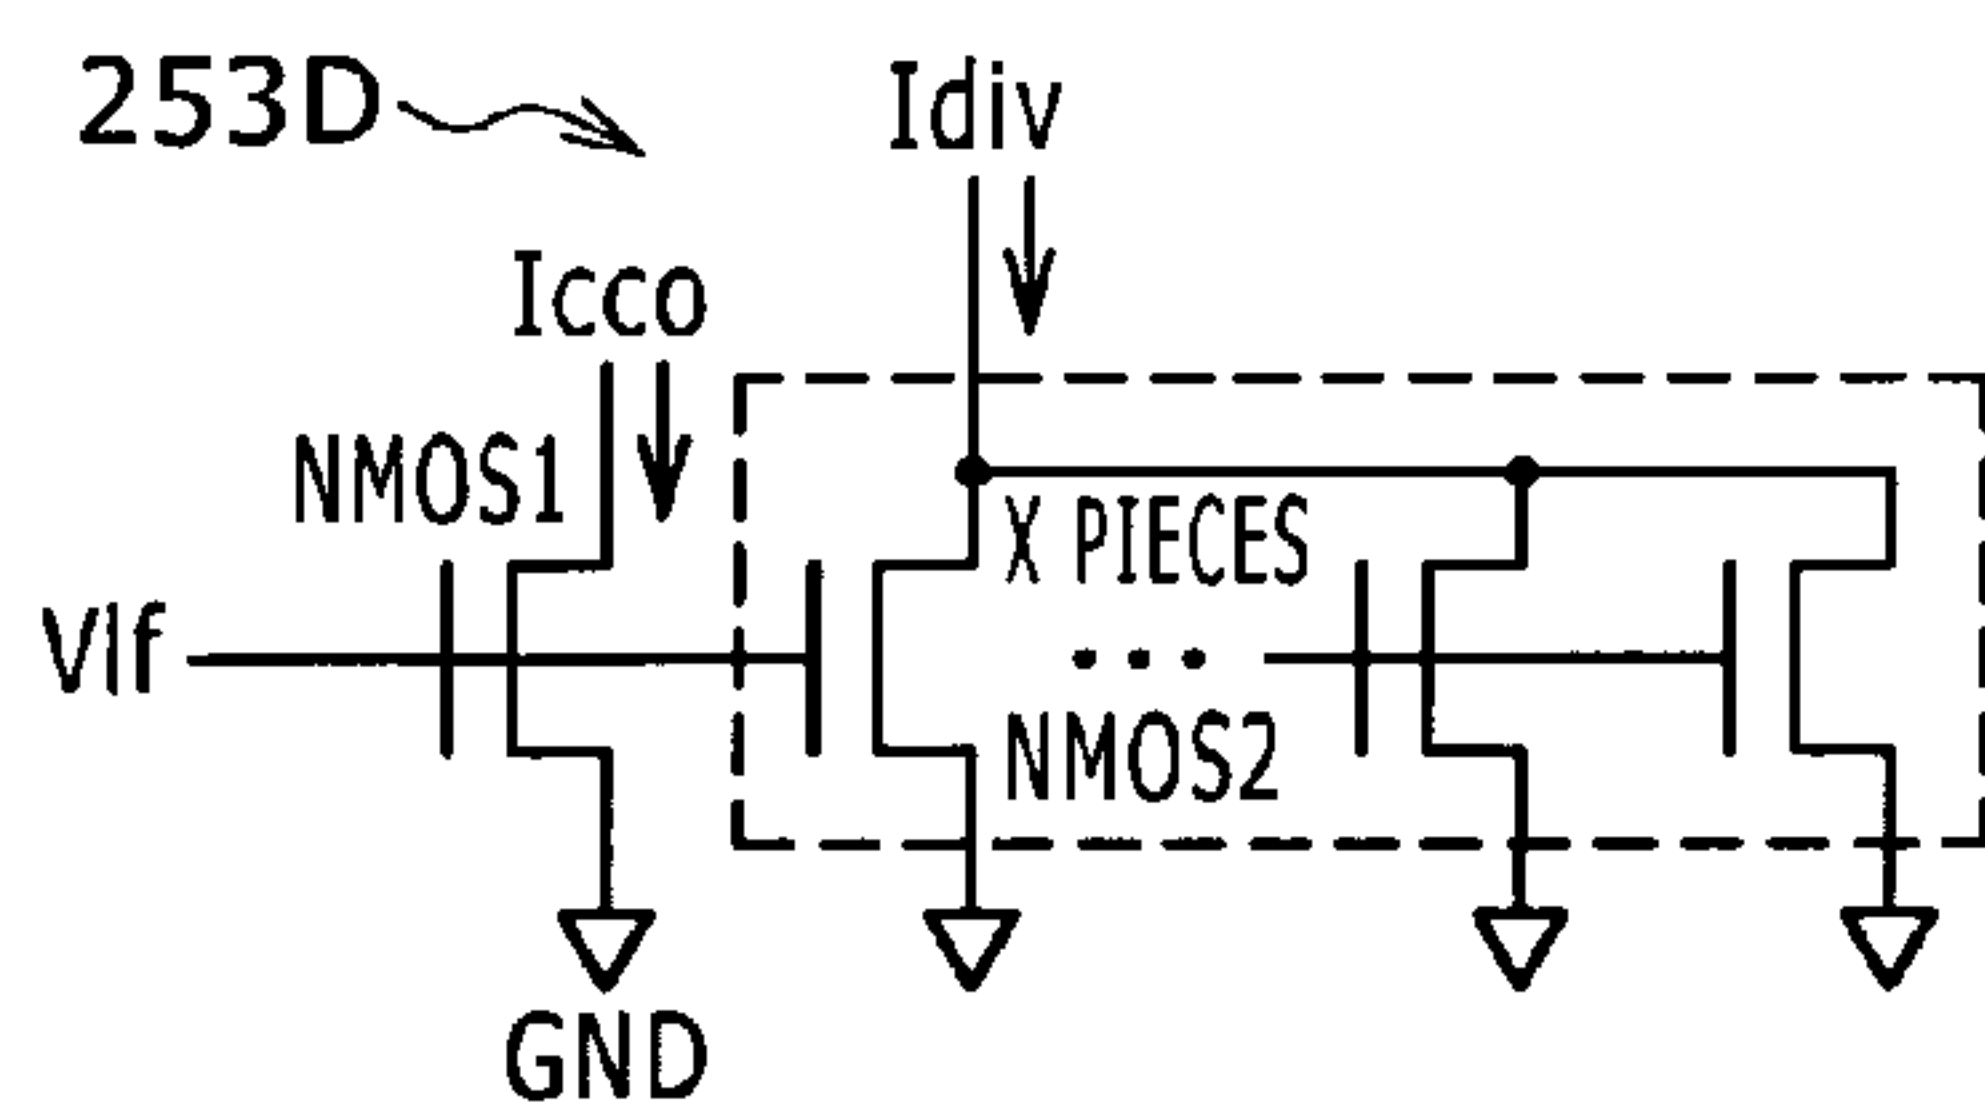 253D
Idiv
Icco
NMOS1
X PIECES
Vlf
NMOS2
GND